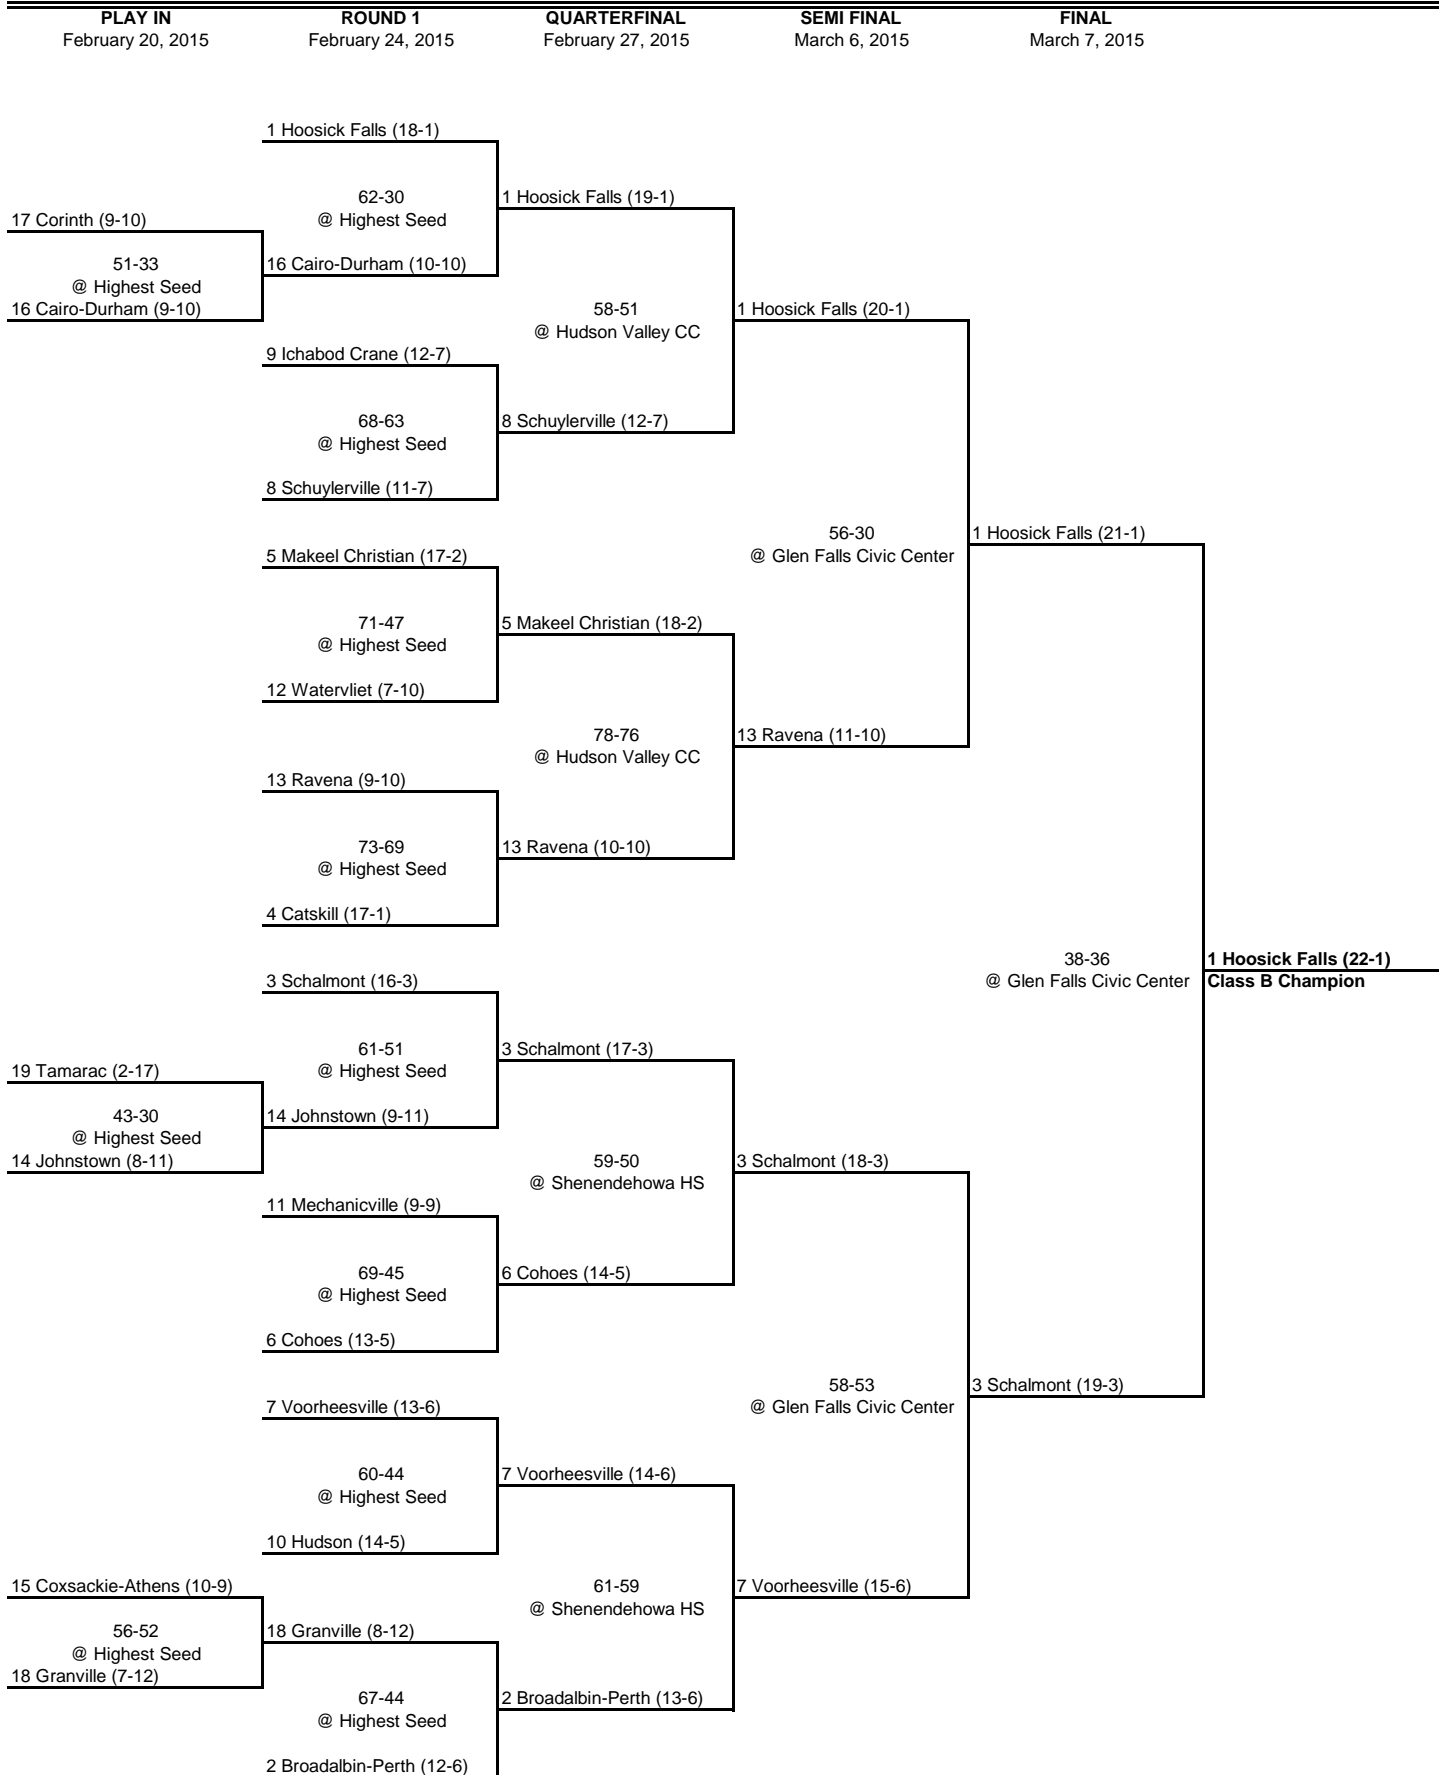 PLAY IN ROUND 1 QUARTERFINAL SEMI FINAL FINAL
February 20, 2015 February 24, 2015 February 27, 2015 March 6, 2015 March 7, 2015
1 Hoosick Falls (18-1)
62-30 1 Hoosick Falls (19-1)
17 Corinth (9-10) @ Highest Seed
51-33 16 Cairo-Durham (10-10)
@ Highest Seed
16 Cairo-Durham (9-10) 58-51 1 Hoosick Falls (20-1)
@ Hudson Valley CC
9 Ichabod Crane (12-7)
68-63 8 Schuylerville (12-7)
@ Highest Seed
8 Schuylerville (11-7)
56-30 1 Hoosick Falls (21-1)
5 Makeel Christian (17-2) @ Glen Falls Civic Center
71-47 5 Makeel Christian (18-2)
@ Highest Seed
12 Watervliet (7-10)
78-76 13 Ravena (11-10)
@ Hudson Valley CC
13 Ravena (9-10)
73-69 13 Ravena (10-10)
@ Highest Seed
4 Catskill (17-1)
38-36 1 Hoosick Falls (22-1)
3 Schalmont (16-3) @ Glen Falls Civic Center Class B Champion
61-51 3 Schalmont (17-3)
19 Tamarac (2-17) @ Highest Seed
43-30 14 Johnstown (9-11)
@ Highest Seed
14 Johnstown (8-11) 59-50 3 Schalmont (18-3)
@ Shenendehowa HS
11 Mechanicville (9-9)
69-45 6 Cohoes (14-5)
@ Highest Seed
6 Cohoes (13-5)
58-53 3 Schalmont (19-3)
7 Voorheesville (13-6) @ Glen Falls Civic Center
60-44 7 Voorheesville (14-6)
@ Highest Seed
10 Hudson (14-5)
15 Coxsackie-Athens (10-9) 61-59 7 Voorheesville (15-6)
@ Shenendehowa HS
56-52 18 Granville (8-12)
@ Highest Seed
18 Granville (7-12)
67-44 2 Broadalbin-Perth (13-6)
@ Highest Seed
2 Broadalbin-Perth (12-6)